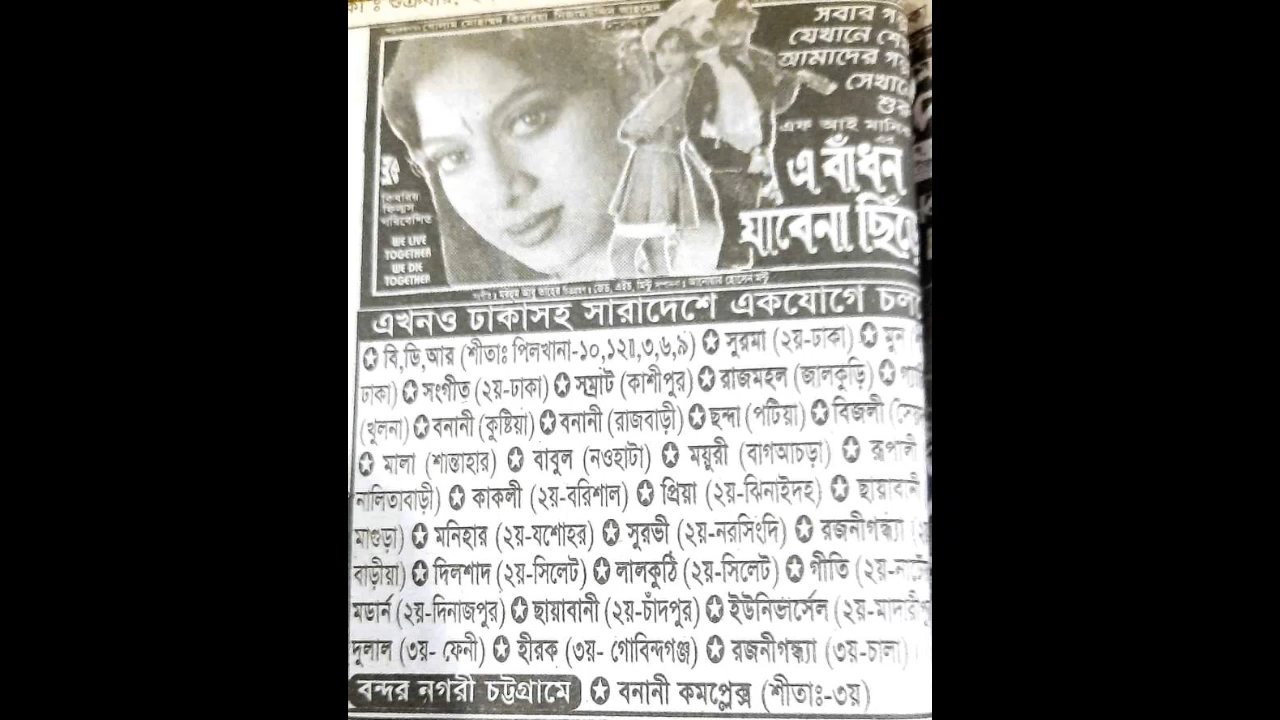 সবার গ
যেখানে শে
আমাদের গ
সেখানে
শুরু
এফ আই মানিক
এ বাঁধন
যাবেনা ছিঁড়ে
ফিল্মস
পরিবেশিত
WE LIVE
TOGETHER
WE DIE
TOGETHER
এখনও ঢাকাসহ সারাদেশে একযোগে চল
✪ বি,ডি,আর (শীতাঃ পিলখানা-১০,১২॥,৩,৬,৯) ✪ সুরমা (২য়-ঢাকা) ✪ মুন
ঢাকা) ✪ সংগীত (২য়-ঢাকা) ✪ সম্রাট (কাশীপুর) ✪ রাজমহল (জালকুড়ি) ✪
(খুলনা) ✪ বনানী (কুষ্টিয়া) ✪ বনানী (রাজবাড়ী) ✪ ছন্দা (পটিয়া) ✪ বিজলী
✪ মালা (শান্তাহার) ✪ বাবুল (নওহাটা) ✪ ময়ুরী (বাগআচড়া) ✪ রূপালী
নালিতাবাড়ী) ✪ কাকলী (২য়-বরিশাল) ✪ প্রিয়া (২য়-ঝিনাইদহ) ✪ ছায়াবানী
মাগুড়া) ✪ মনিহার (২য়-যশোহর) ✪ সুরভী (২য়-নরসিংদি) ✪ রজনীগন্ধ্যা
বাড়ীয়া) ✪ দিলশাদ (২য়-সিলেট) ✪ লালকুঠি (২য়-সিলেট) ✪ গীতি (২য়-
মডার্ন (২য়-দিনাজপুর) ✪ ছায়াবানী (২য়-চাঁদপুর) ✪ ইউনিভার্সেল (২য়-মাদারীপু
দুলাল (৩য়- ফেনী) ✪ হীরক (৩য়- গোবিন্দগঞ্জ) ✪ রজনীগন্ধ্যা (৩য়-চালা)
বন্দর নগরী চট্টগ্রামে ✪ বনানী কমপ্লেক্স (শীতাঃ-৩য়)